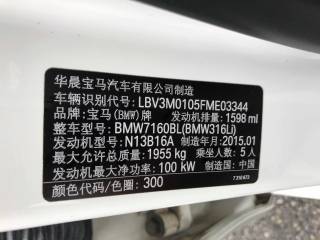 华晨宝马汽车有限公司制造
车辆识别代号:LBV3M0105FME03344
品牌:宝马(BMW)牌 发动机排量:1598 ml
整车型号:BMW7160BL(BMW316Li)
发动机型号:N13B16A 制造年月:2015.01
最大允许总质量:1955 kg 乘坐人数:5 人
发动机最大净功率:100 kW 制造国:中国
颜色代码/色圈:300